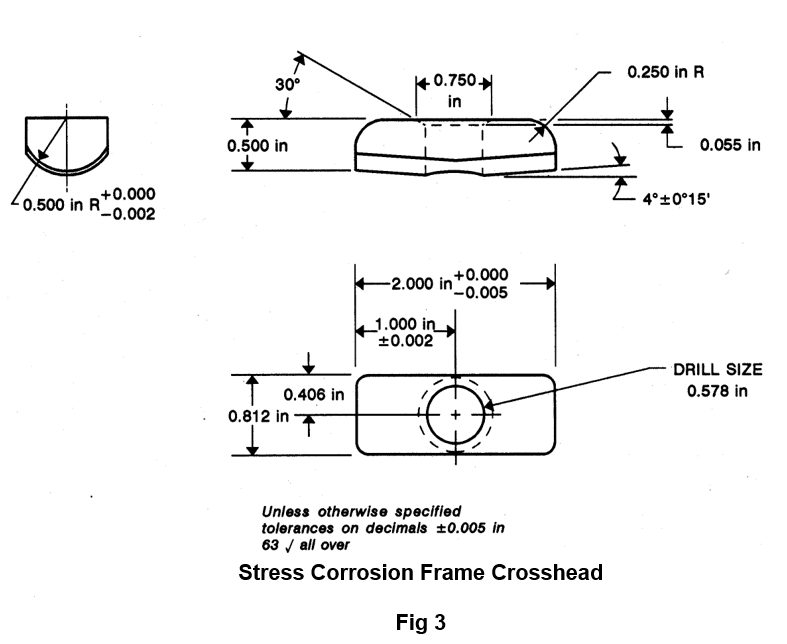 30°
0.750
in
0.250 in R
0.500 in
0.055 in
4°±0°15'
0.500 in R +0.000
-0.002
2.000 in +0.000
-0.005
1.000 in
±0.002
0.406 in
0.812 in
DRILL SIZE
0.578 in
Unless otherwise specified
tolerances on decimals ±0.005 in
63 √ all over
Stress Corrosion Frame Crosshead
Fig 3